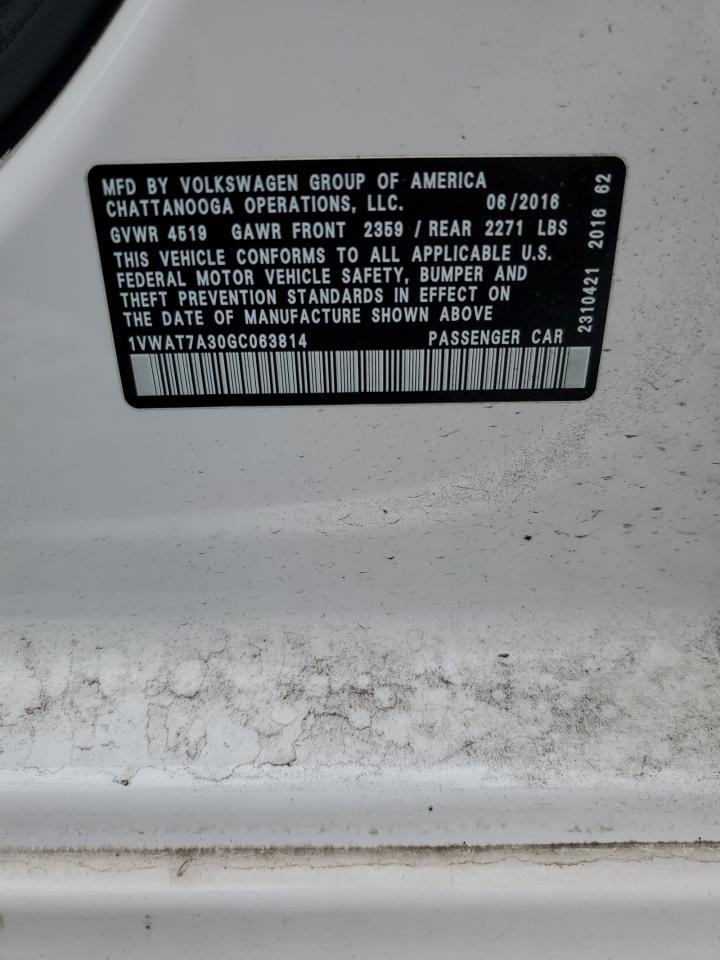 MFD BY VOLKSWAGEN GROUP OF AMERICA
CHATTANOOGA OPERATIONS, LLC. 06/2016
GVWR 4519 GAWR FRONT 2359 / REAR 2271 LBS
THIS VEHICLE CONFORMS TO ALL APPLICABLE U.S.
FEDERAL MOTOR VEHICLE SAFETY, BUMPER AND
THEFT PREVENTION STANDARDS IN EFFECT ON
THE DATE OF MANUFACTURE SHOWN ABOVE
1VWAT7A30GC063814 PASSENGER CAR
2310421 2016 62